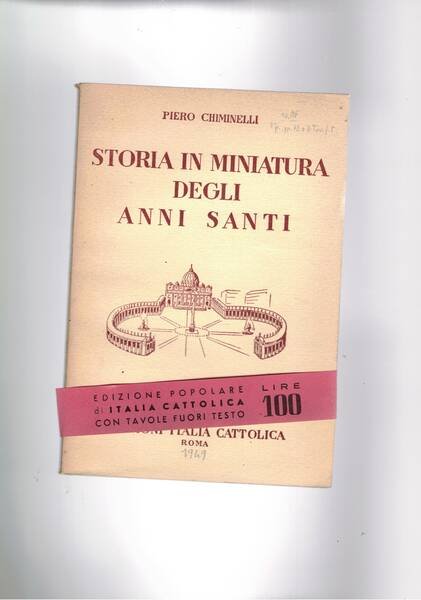 PIERO CHIMINELLI
STORIA IN MINIATURA
DEGLI
ANNI SANTI
EDIZIONE POPOLARE
di ITALIA CATTOLICA
CON TAVOLE FUORI TESTO
LIRE
100
ITALIA CATTOLICA
ROMA
1949